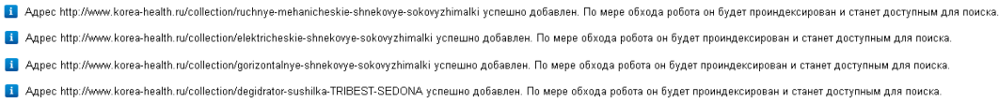 Адрес http://www.korea-health.ru/collection/ruchnye-mehanicheskie-shnekovye-sokovyzhimalki успешно добавлен. По мере обхода робота он будет проиндексирован и станет доступным для поиска.
Адрес http://www.korea-health.ru/collection/elektricheskie-shnekovye-sokovyzhimalki успешно добавлен. По мере обхода робота он будет проиндексирован и станет доступным для поиска.
Адрес http://www.korea-health.ru/collection/gorizontalnye-shnekovye-sokovyzhimalki успешно добавлен. По мере обхода робота он будет проиндексирован и станет доступным для поиска.
Адрес http://www.korea-health.ru/collection/degidrator-sushilka-TRIBEST-SEDONA успешно добавлен. По мере обхода робота он будет проиндексирован и станет доступным для поиска.